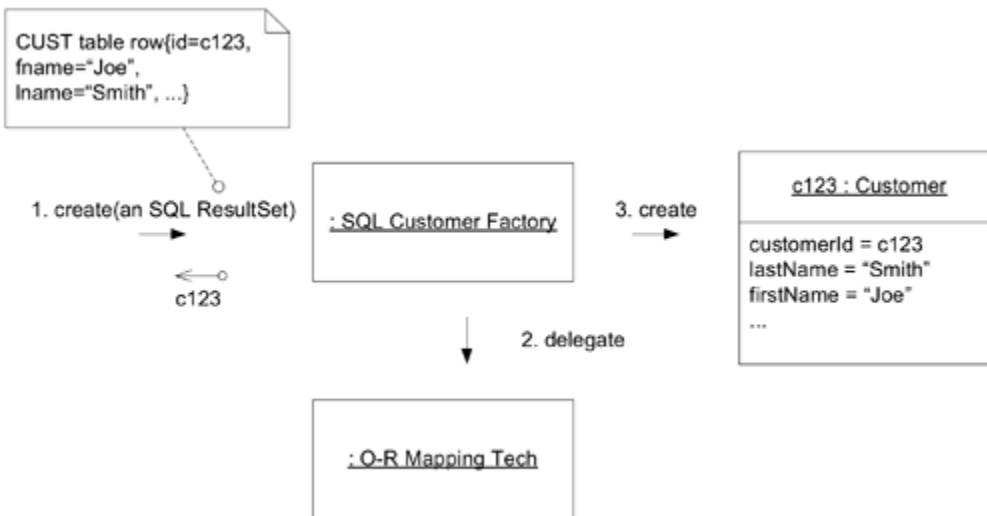 CUST table row{id=c123,
fname=“Joe”,
lname=“Smith”, ...}
1. create(an SQL ResultSet)
c123
: SQL Customer Factory
3. create
c123 : Customer
customerId = c123
lastName = “Smith”
firstName = “Joe”
...
2. delegate
: O-R Mapping Tech